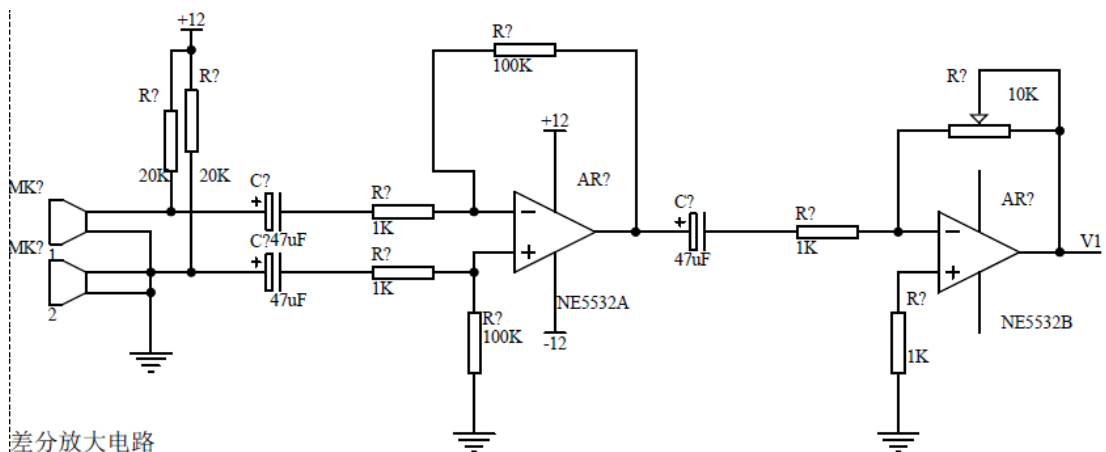 +12
R?
R?
20K
20K
MK?
1
MK?
2
C?
+
47uF
C?
+
47uF
R?
1K
R?
1K
R?
100K
+12
AR?
NE5532A
-12
R?
100K
C?
+
47uF
R?
1K
R?
10K
AR?
NE5532B
V1
R?
1K
差分放大电路